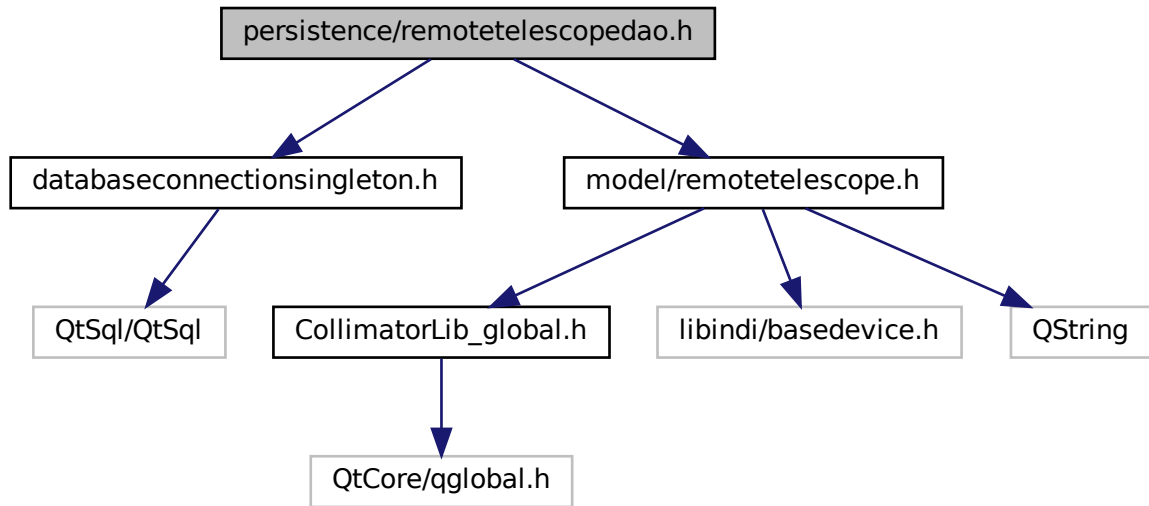 persistence/remotetelescopedao.h
databaseconnectionsingleton.h
model/remotetelescope.h
QtSql/QtSql
CollimatorLib_global.h
libindi/basedevice.h
QString
QtCore/qglobal.h